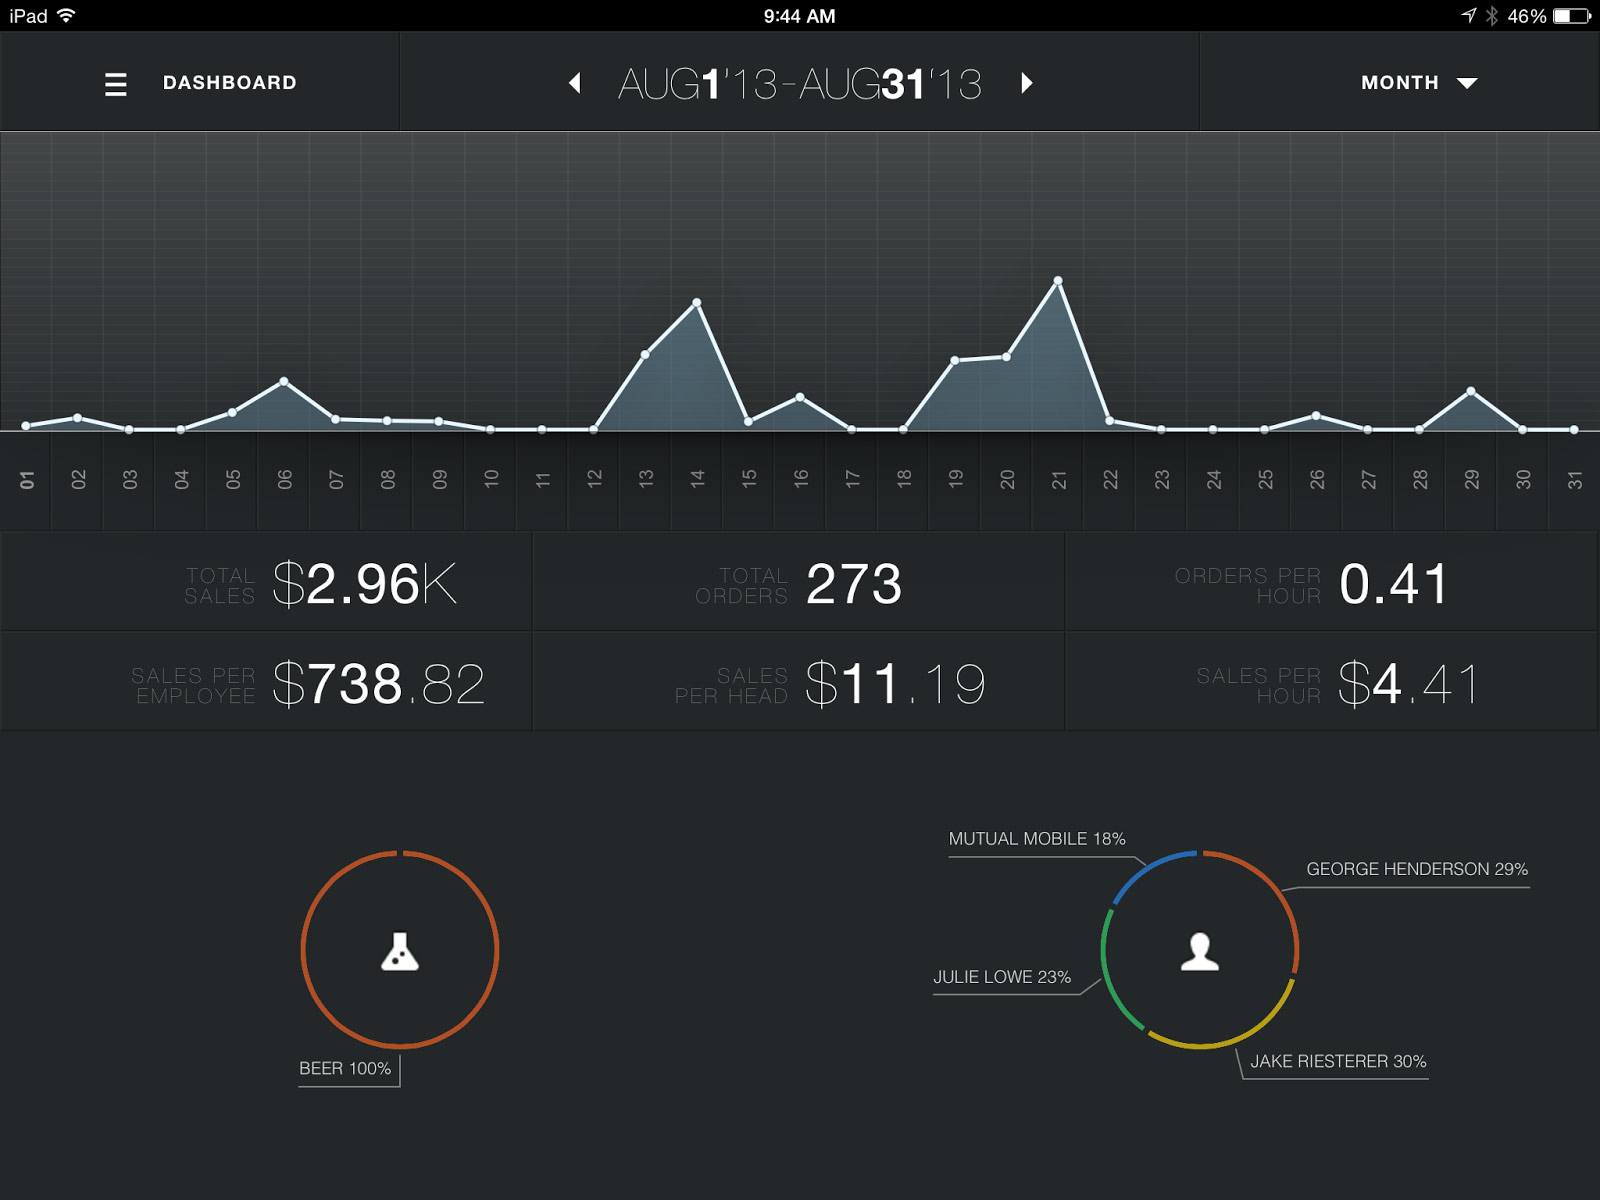 iPad 9:44 AM 46%
DASHBOARD AUG1'13-AUG31'13 MONTH
01 02 03 04 05 06 07 08 09 10 11 12 13 14 15 16 17 18 19 20 21 22 23 24 25 26 27 28 29 30 31
TOTAL SALES $2.96K
TOTAL ORDERS 273
ORDERS PER HOUR 0.41
SALES PER EMPLOYEE $738.82
SALES PER HEAD $11.19
SALES PER HOUR $4.41
BEER 100%
MUTUAL MOBILE 18%
GEORGE HENDERSON 29%
JULIE LOWE 23%
JAKE RIESTERER 30%